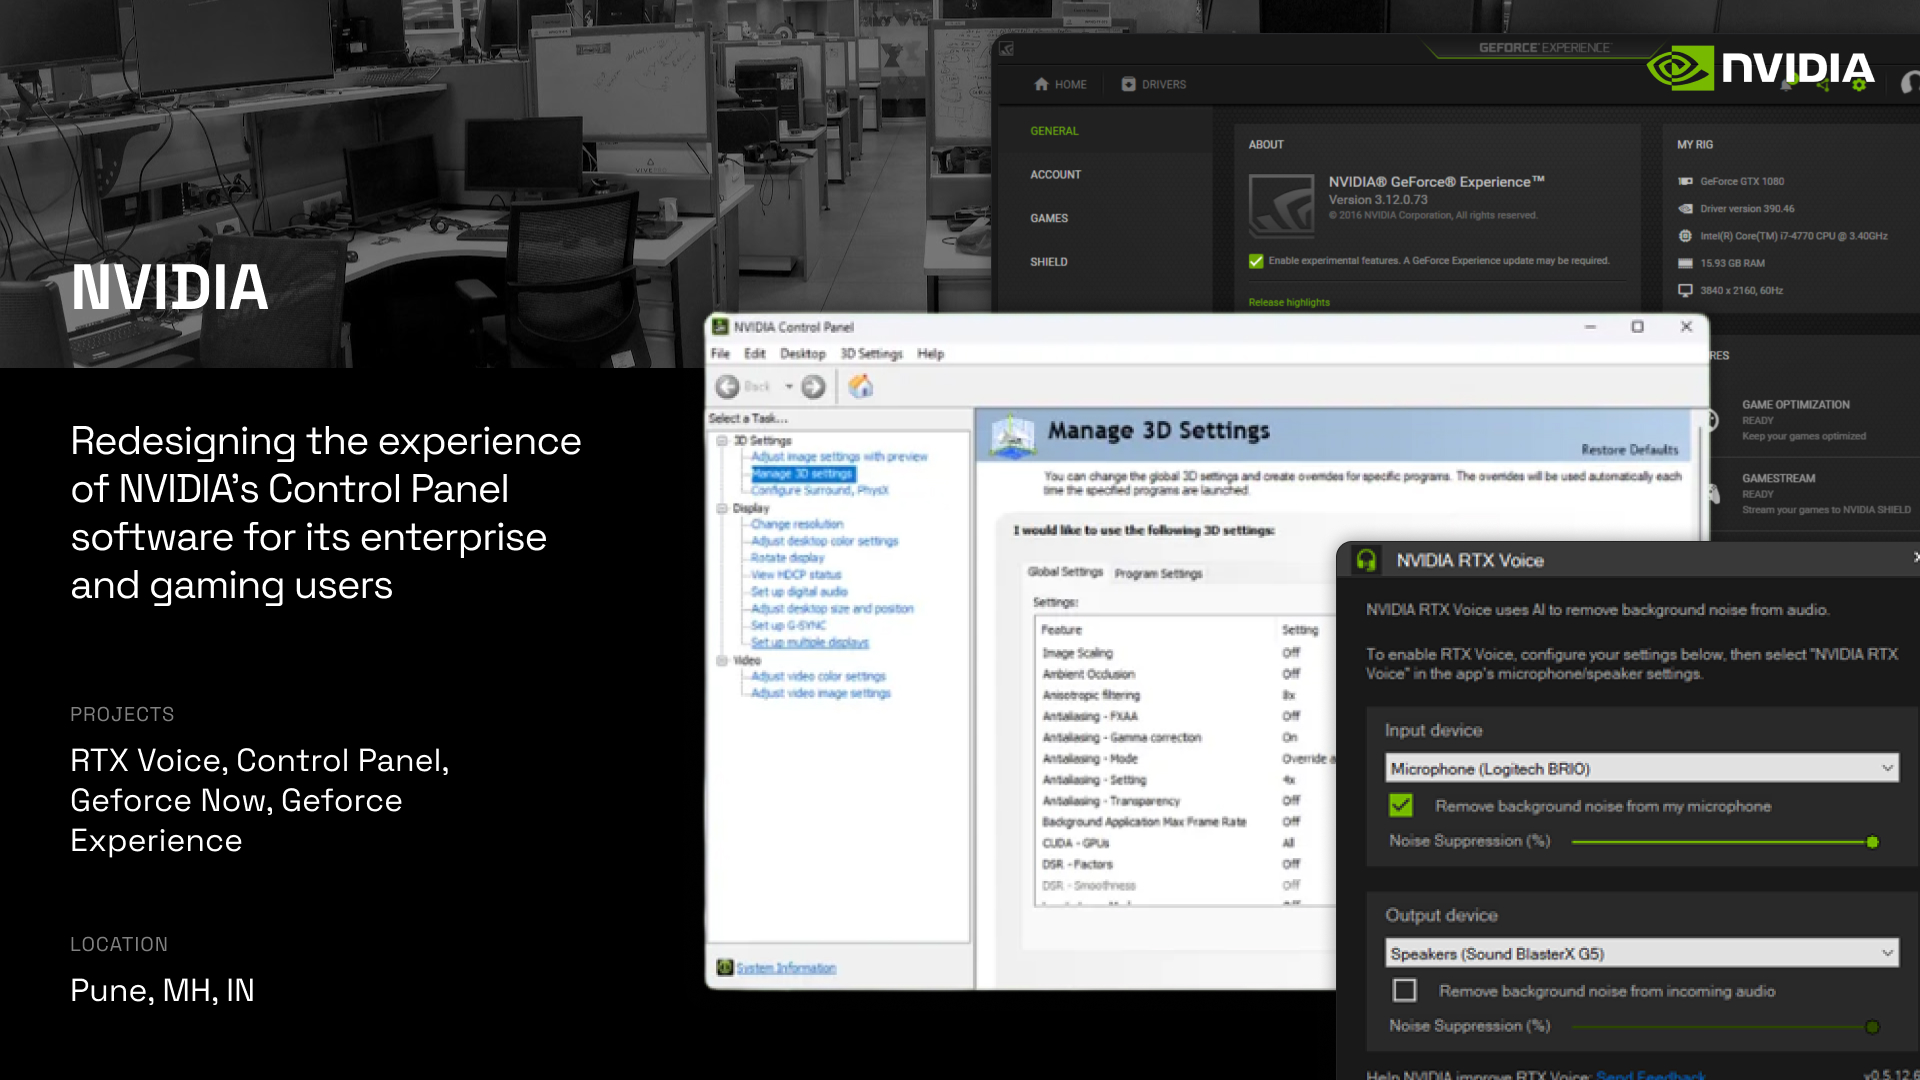 NVIDIA
Redesigning the experience
of NVIDIA's Control Panel
software for its enterprise
and gaming users
PROJECTS
RTX Voice, Control Panel,
Geforce Now, Geforce
Experience
LOCATION
Pune, MH, IN
GEFORCE EXPERIENCE
NVIDIA
HOME
DRIVERS
GENERAL
ACCOUNT
GAMES
SHIELD
ABOUT
NVIDIA® GeForce® Experience™
Version 3.12.0.73
© 2016 NVIDIA Corporation, All rights reserved.
Enable experimental features. A GeForce Experience update may be required.
Release highlights
MY RIG
GeForce GTX 1080
Driver version 390.46
Intel(R) Core(TM) i7-4770 CPU @ 3.40GHz
15.93 GB RAM
3840 x 2160, 60Hz
RES
GAME OPTIMIZATION
READY
Keep your games optimized
GAMESTREAM
READY
Stream your games to NVIDIA SHIELD
NVIDIA Control Panel
File Edit Desktop 3D Settings Help
Back
Select a Task...
3D Settings
Adjust image settings with preview
Manage 3D settings
Configure Surround, PhysX
Display
Change resolution
Adjust desktop color settings
Rotate display
View HDCP status
Set up digital audio
Adjust desktop size and position
Set up G-SYNC
Set up multiple displays
Video
Adjust video color settings
Adjust video image settings
System Information
Manage 3D Settings
Restore Defaults
You can change the global 3D settings and create overrides for specific programs. The overrides will be used automatically each
time the specified programs are launched.
I would like to use the following 3D settings:
Global Settings Program Settings
Settings:
Feature Setting
Image Scaling Off
Ambient Occlusion Off
Anisotropic filtering 8x
Antialiasing - FXAA Off
Antialiasing - Gamma correction On
Antialiasing - Mode Override a
Antialiasing - Setting 4x
Antialiasing - Transparency Off
Background Application Max Frame Rate Off
CUDA - GPUs All
DSR - Factors Off
DSR - Smoothness Off
NVIDIA RTX Voice
NVIDIA RTX Voice uses AI to remove background noise from audio.
To enable RTX Voice, configure your settings below, then select "NVIDIA RTX
Voice" in the app's microphone/speaker settings.
Input device
Microphone (Logitech BRIO)
Remove background noise from my microphone
Noise Suppression (%)
Output device
Speakers (Sound BlasterX G5)
Remove background noise from incoming audio
Noise Suppression (%)
Help NVIDIA improve RTX Voice: Send Feedback
v0.5.12.6